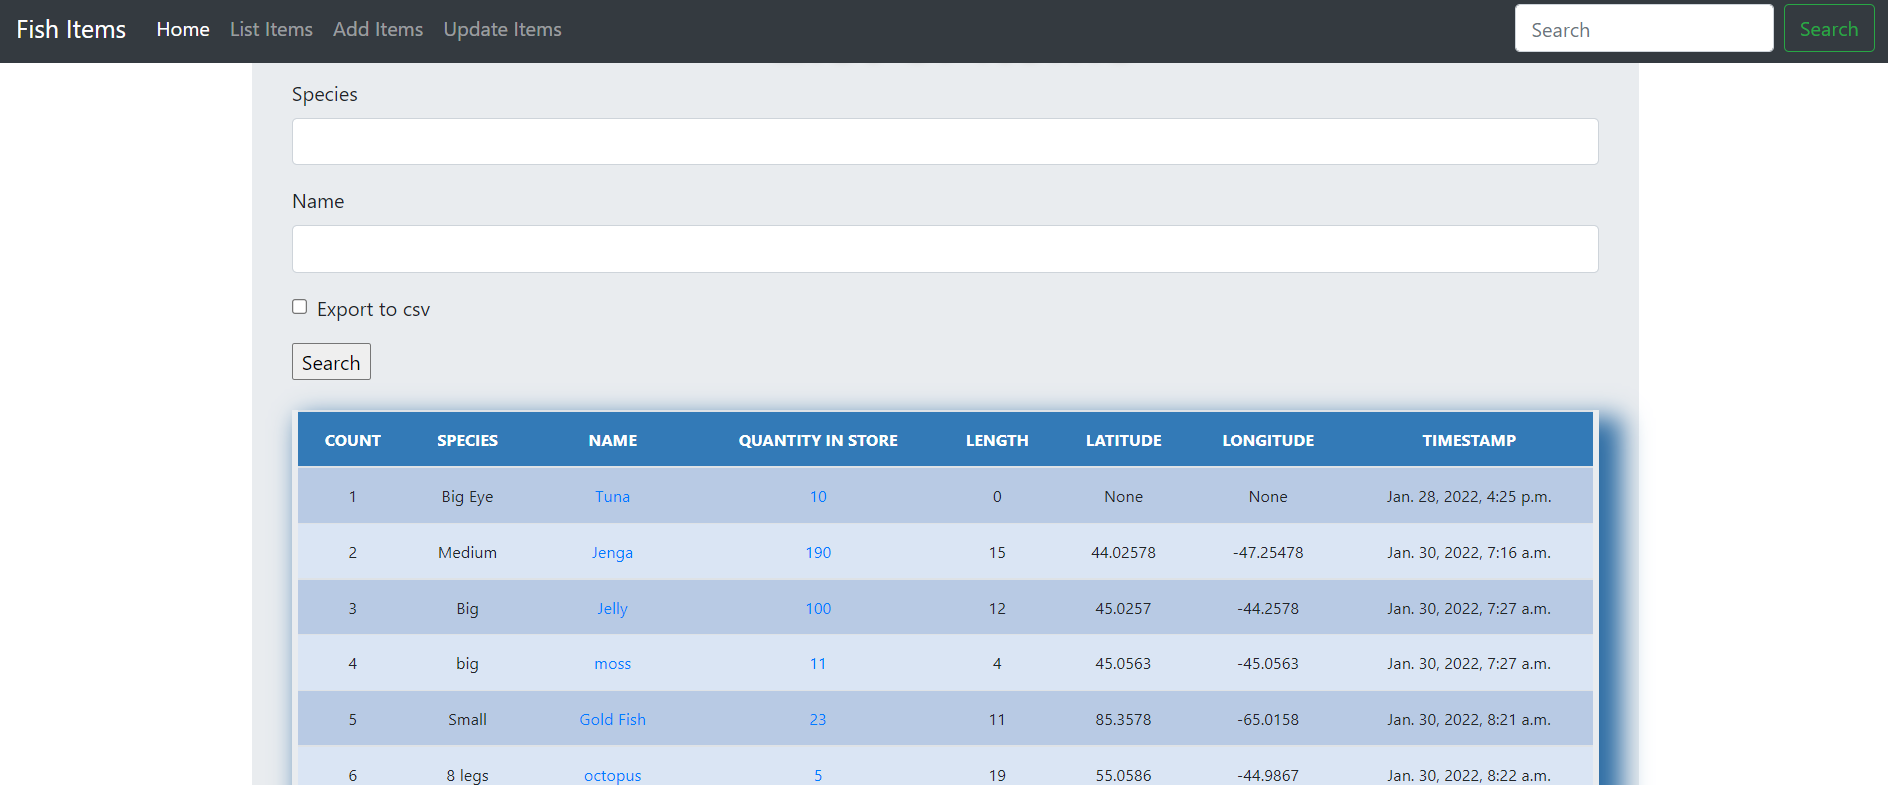 Fish Items Home List Items Add Items Update Items Search Search
Species
Name
Export to csv
Search
COUNT SPECIES NAME QUANTITY IN STORE LENGTH LATITUDE LONGITUDE TIMESTAMP
1 Big Eye Tuna 10 0 None None Jan. 28, 2022, 4:25 p.m.
2 Medium Jenga 190 15 44.02578 -47.25478 Jan. 30, 2022, 7:16 a.m.
3 Big Jelly 100 12 45.0257 -44.2578 Jan. 30, 2022, 7:27 a.m.
4 big moss 11 4 45.0563 -45.0563 Jan. 30, 2022, 7:27 a.m.
5 Small Gold Fish 23 11 85.3578 -65.0158 Jan. 30, 2022, 8:21 a.m.
6 8 legs octopus 5 19 55.0586 -44.9867 Jan. 30, 2022, 8:22 a.m.